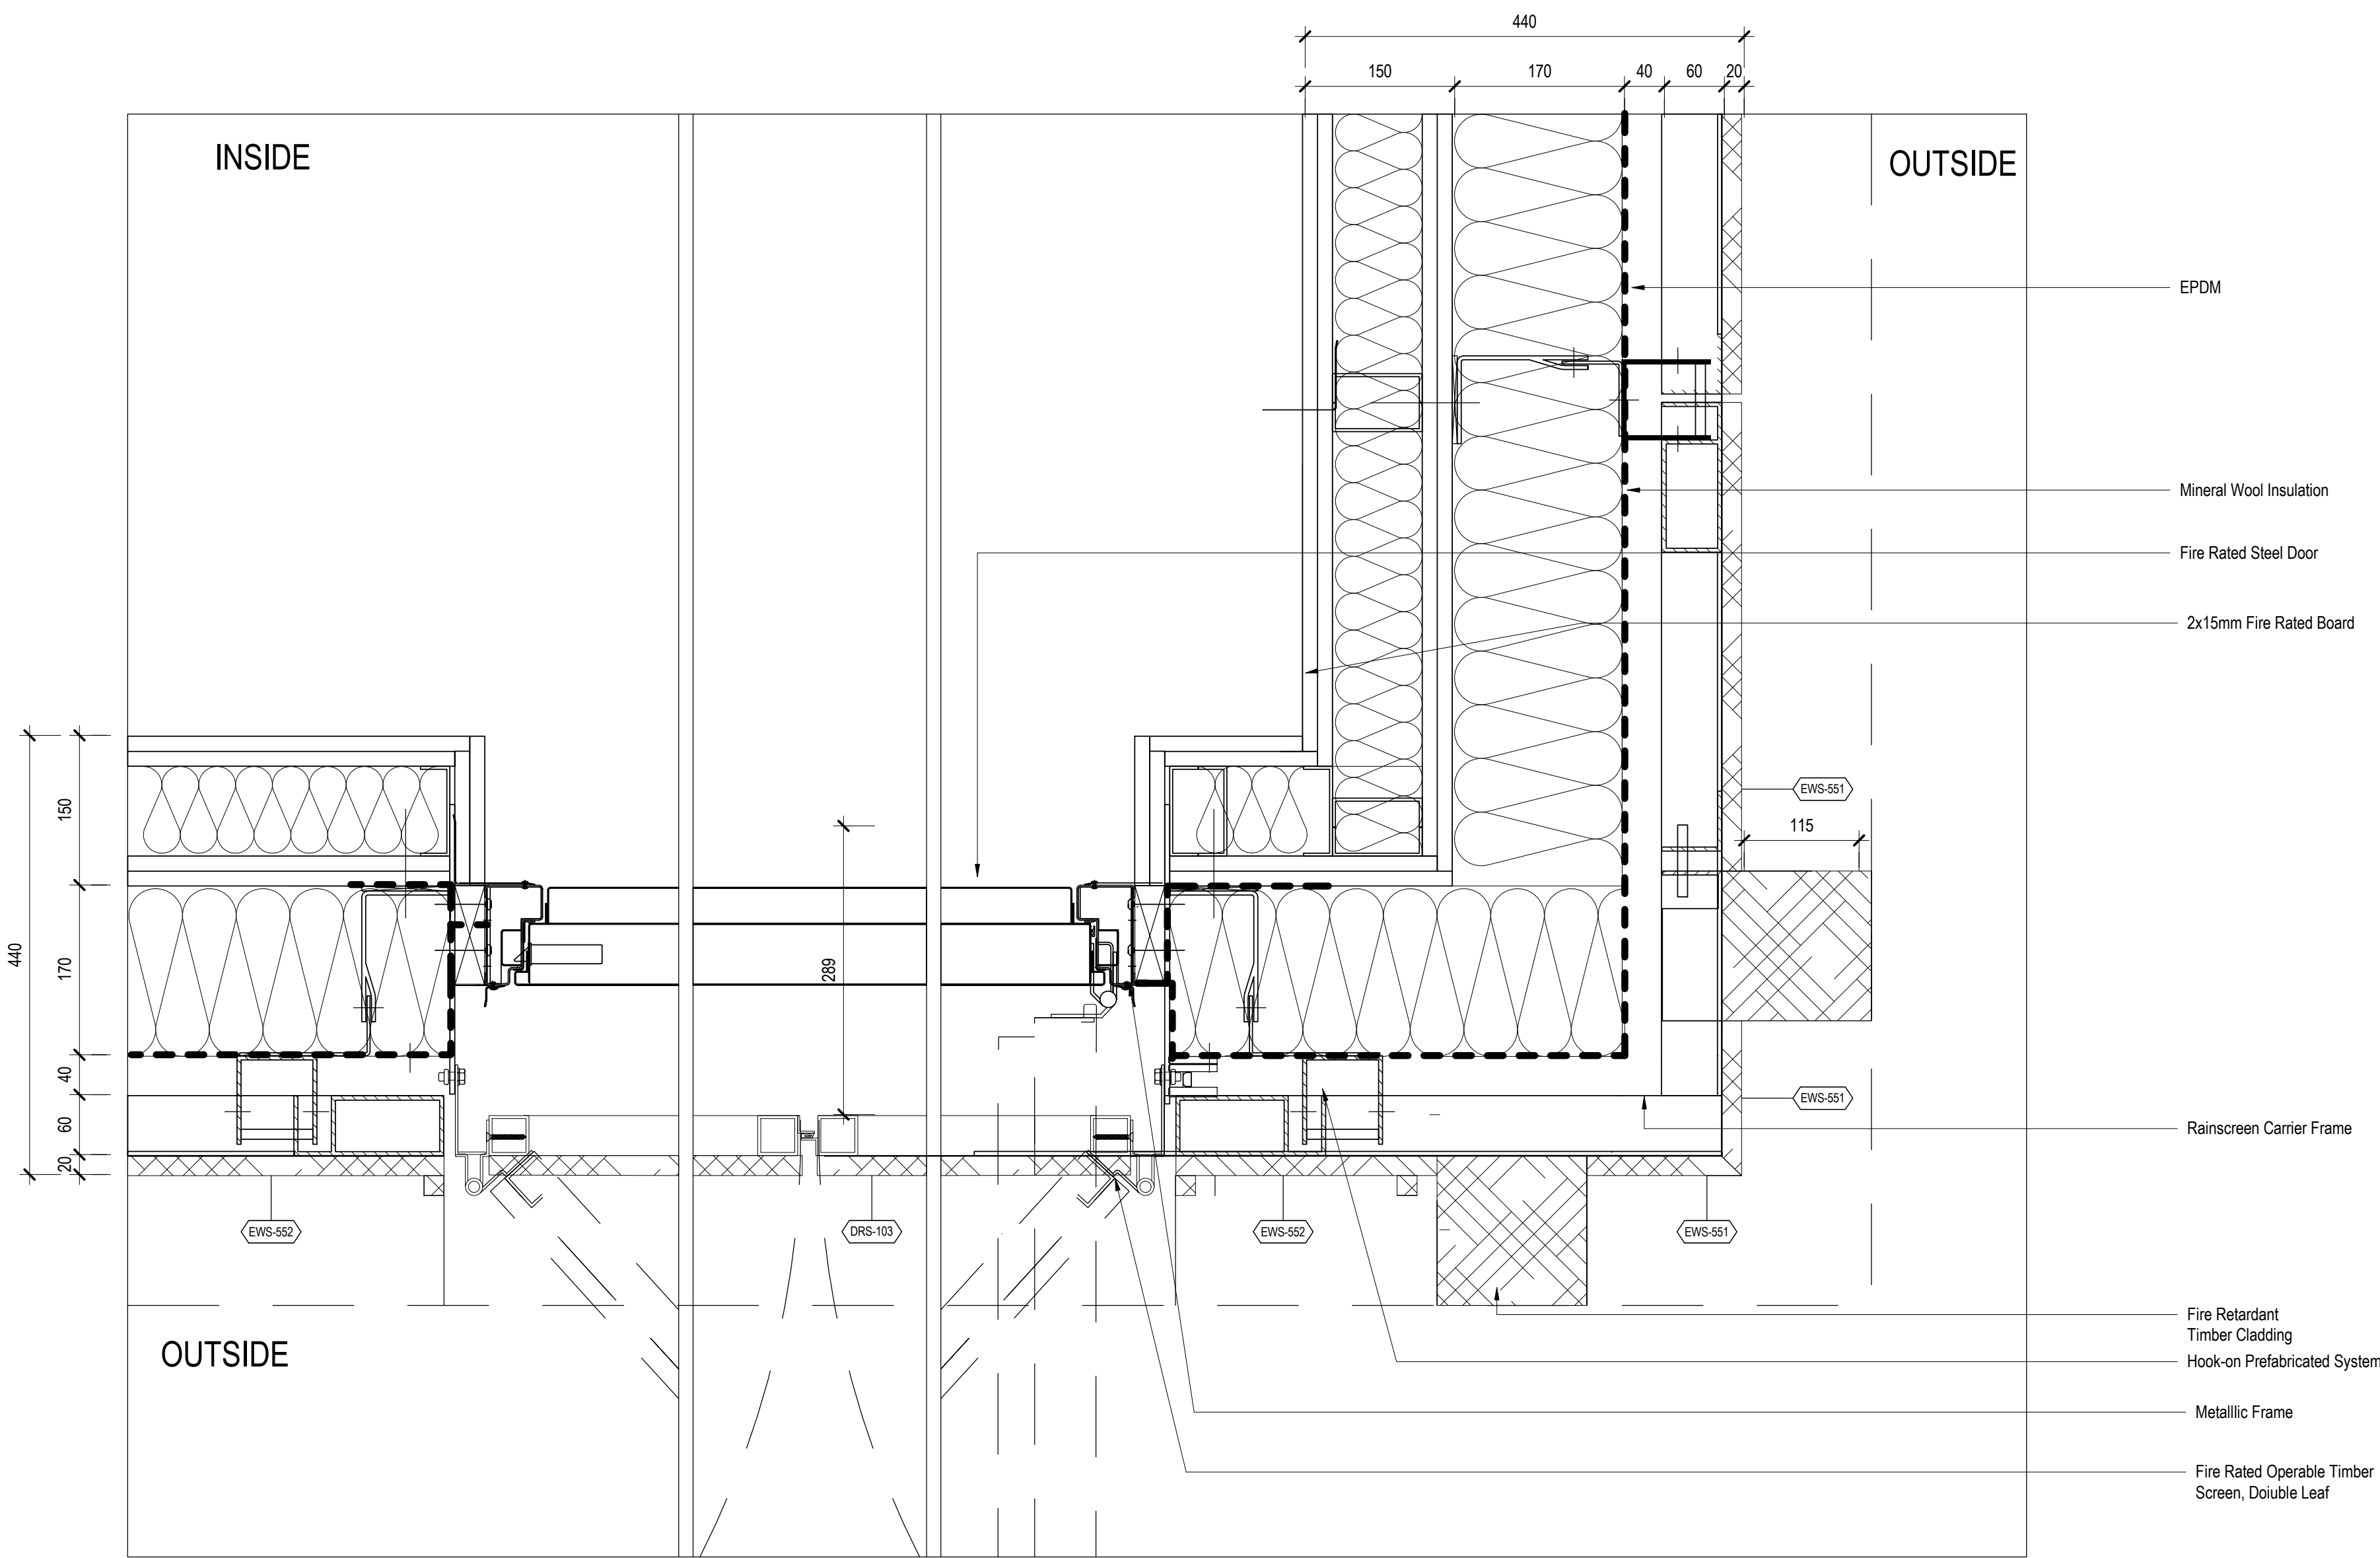 440
150
170
40
60
20
INSIDE
OUTSIDE
EPDM
Mineral Wool Insulation
Fire Rated Steel Door
2x15mm Fire Rated Board
EWS-551
115
150
440
170
289
40
60
20
EWS-551
Rainscreen Carrier Frame
EWS-552
DRS-103
EWS-552
EWS-551
Fire Retardant
Timber Cladding
OUTSIDE
Hook-on Prefabricated System
Metalllic Frame
Fire Rated Operable Timber
Screen, Doiuble Leaf